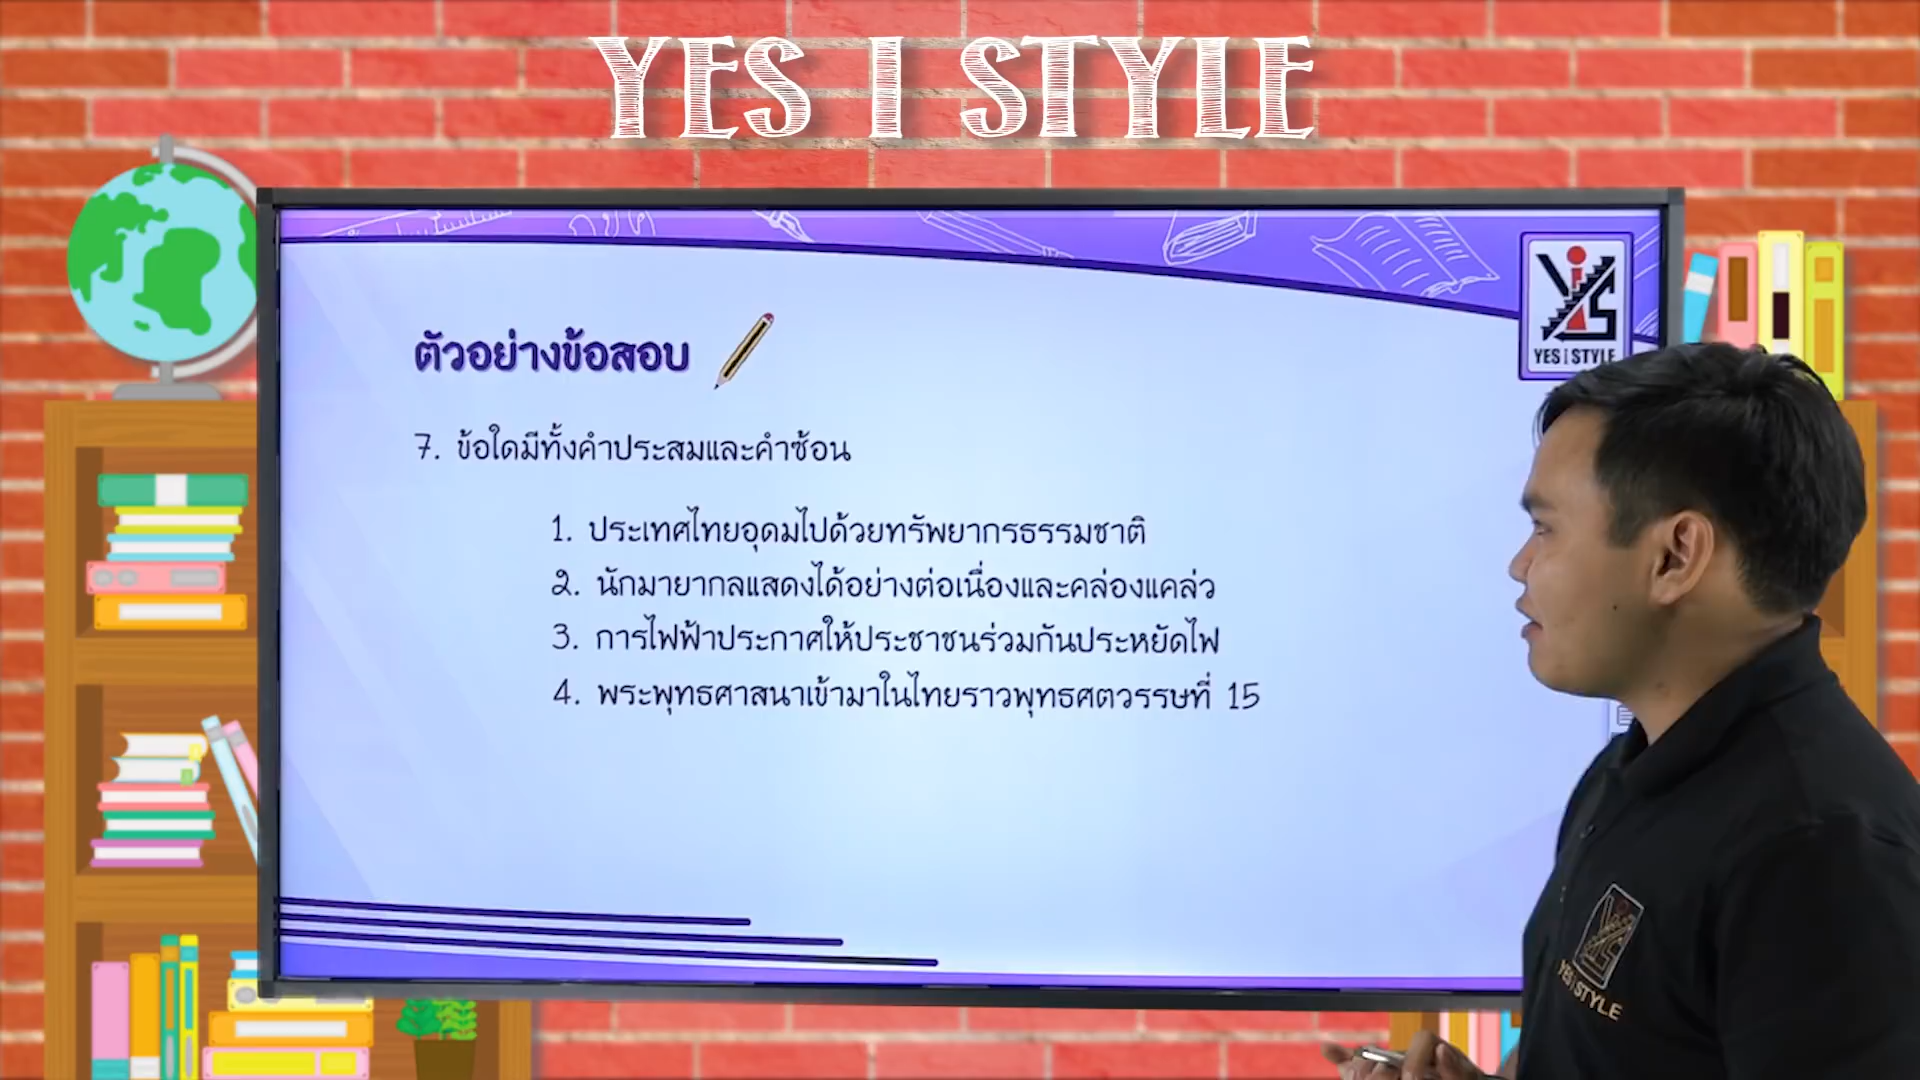 YES I STYLE
YES I STYLE
ตัวอย่างข้อสอบ
7. ข้อใดมีทั้งคำประสมและคำซ้อน
1. ประเทศไทยอุดมไปด้วยทรัพยากรธรรมชาติ
2. นักมายากลแสดงได้อย่างต่อเนื่องและคล่องแคล่ว
3. การไฟฟ้าประกาศให้ประชาชนร่วมกันประหยัดไฟ
4. พระพุทธศาสนาเข้ามาในไทยราวพุทธศตวรรษที่ 15
YES I STYLE